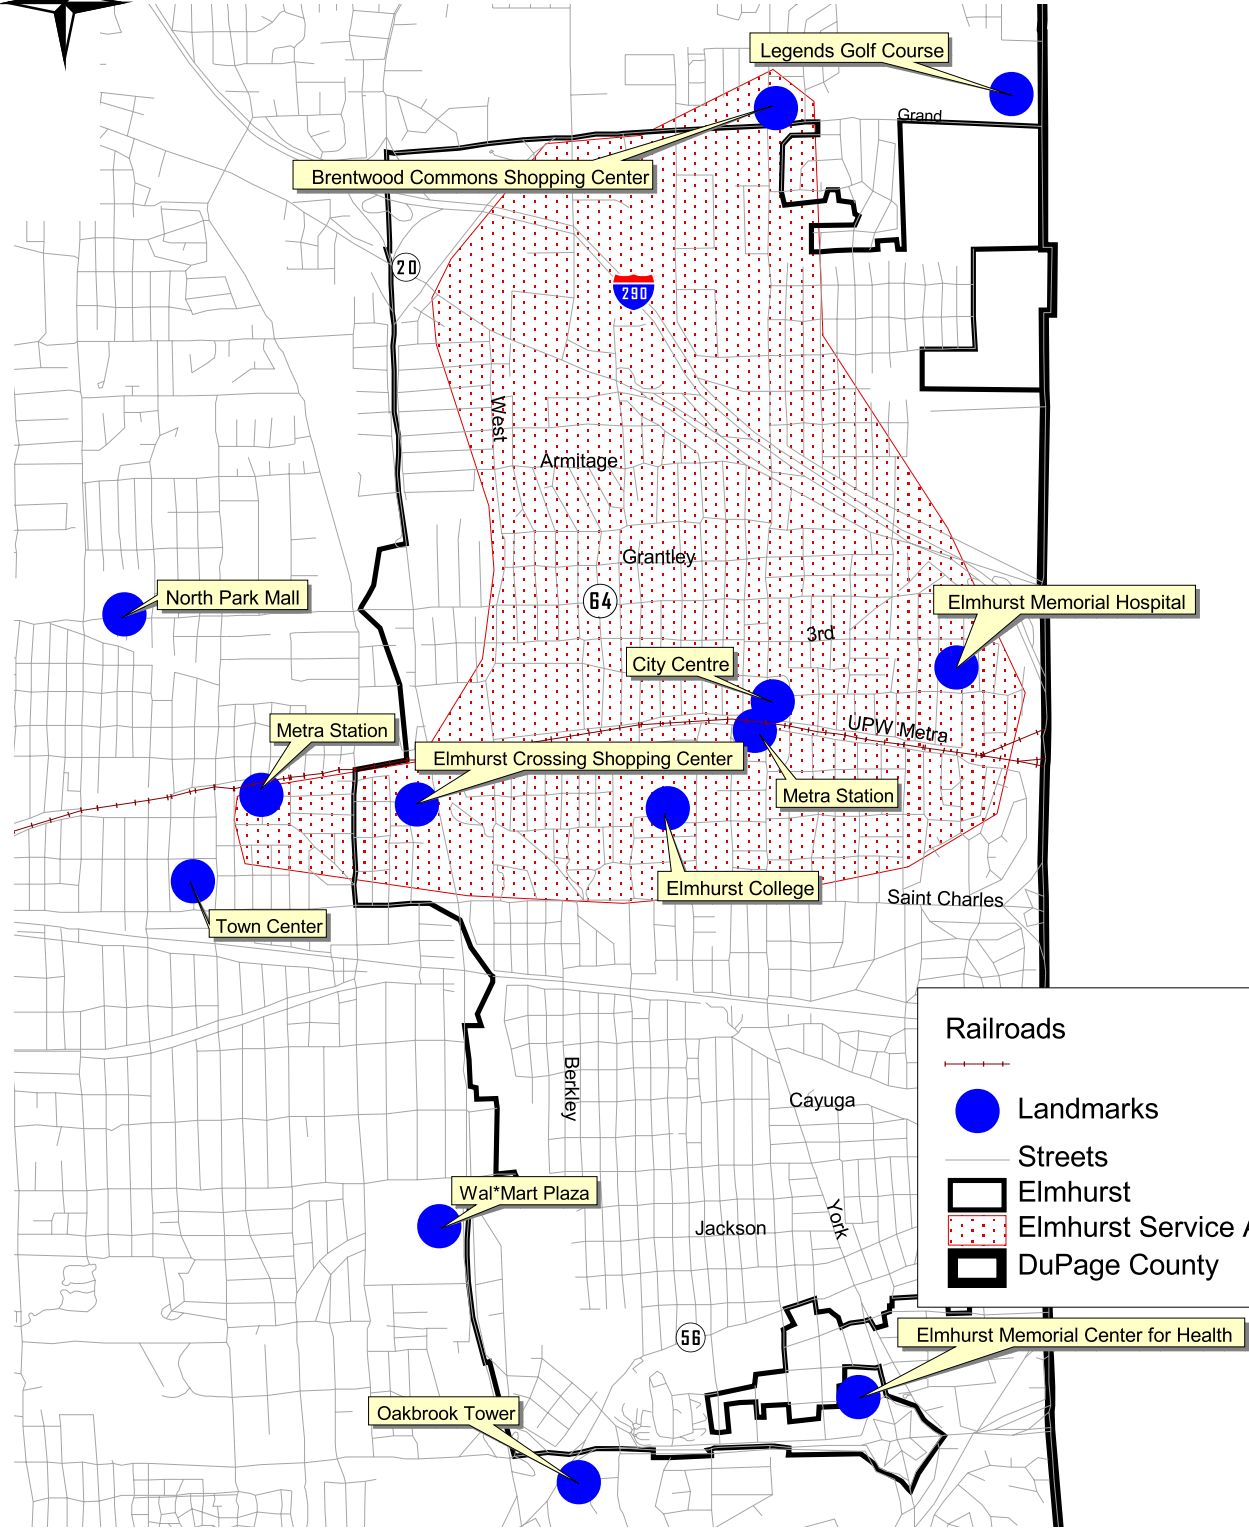 Legends Golf Course
Grand
Brentwood Commons Shopping Center
20
290
West
Armitage
Grantley
64
North Park Mall
Elmhurst Memorial Hospital
3rd
City Centre
UPW Metra
Metra Station
Elmhurst Crossing Shopping Center
Metra Station
Elmhurst College
Saint Charles
Town Center
Railroads
Landmarks
Streets
Elmhurst
Elmhurst Service A
DuPage County
Berkley
Cayuga
Wal*Mart Plaza
Jackson
York
56
Elmhurst Memorial Center for Health
Oakbrook Tower